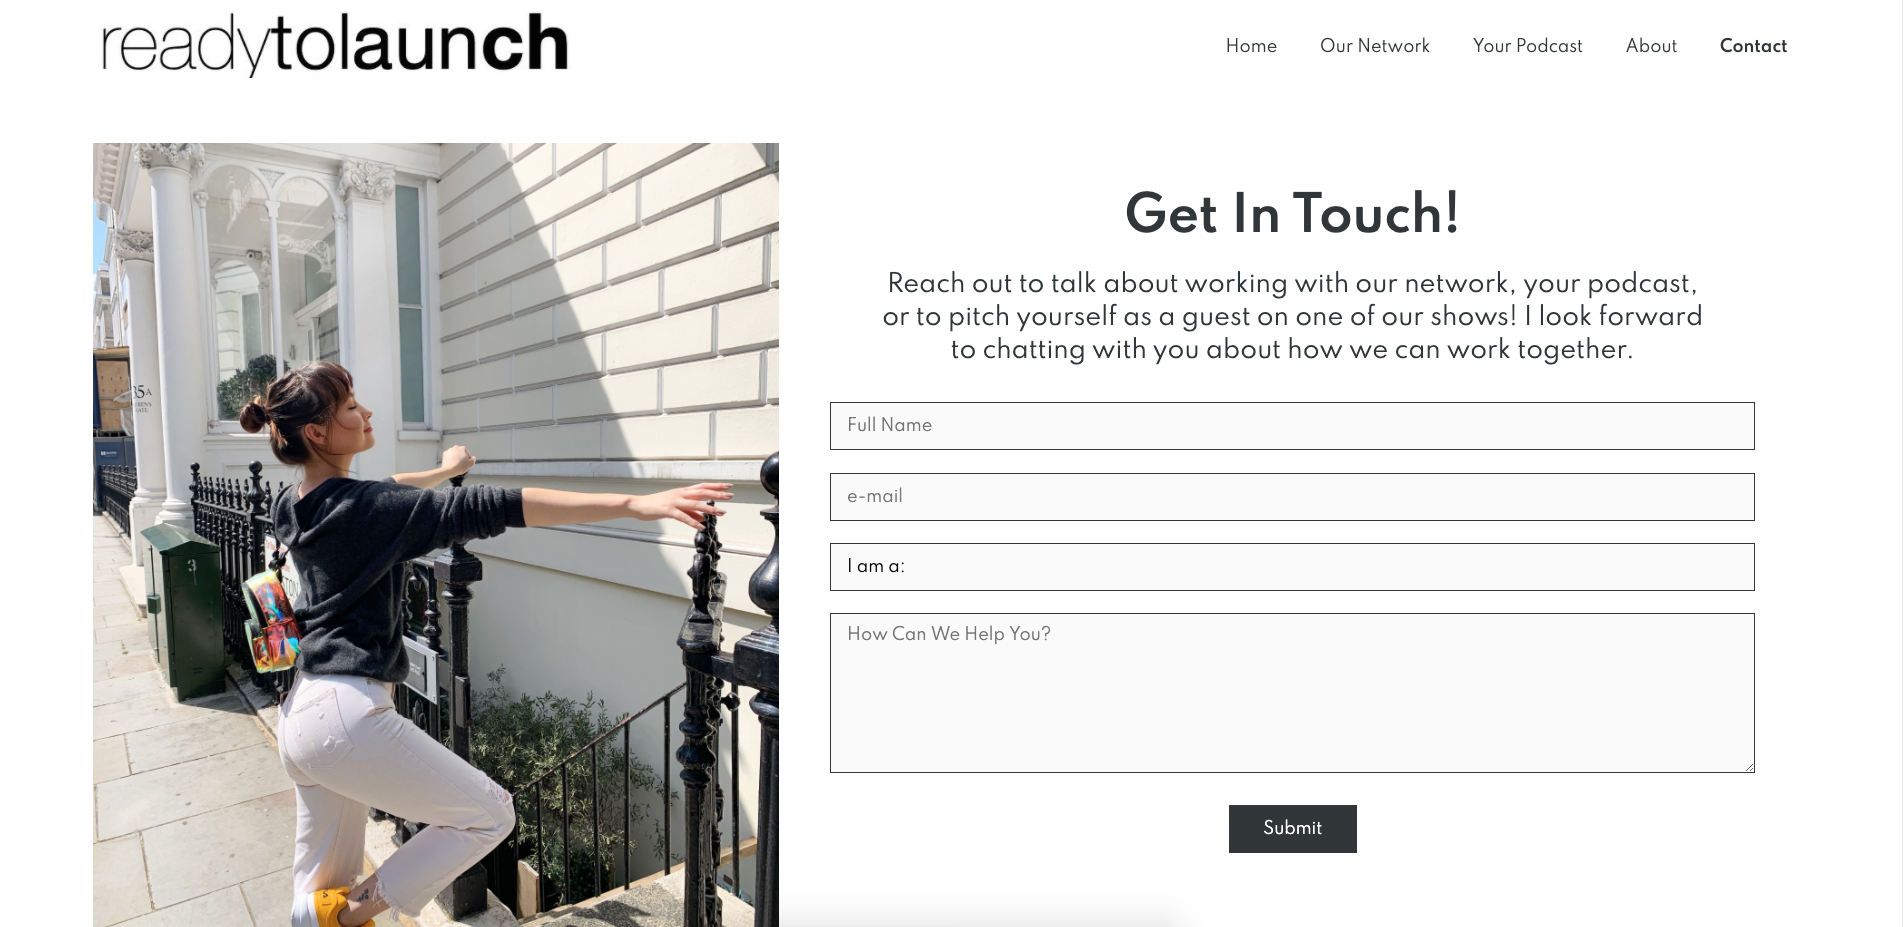 readytolaunch
Home
Our Network
Your Podcast
About
Contact
Get In Touch!
Reach out to talk about working with our network, your podcast,
or to pitch yourself as a guest on one of our shows! I look forward
to chatting with you about how we can work together.
Full Name
e-mail
I am a:
How Can We Help You?
Submit
35A
3